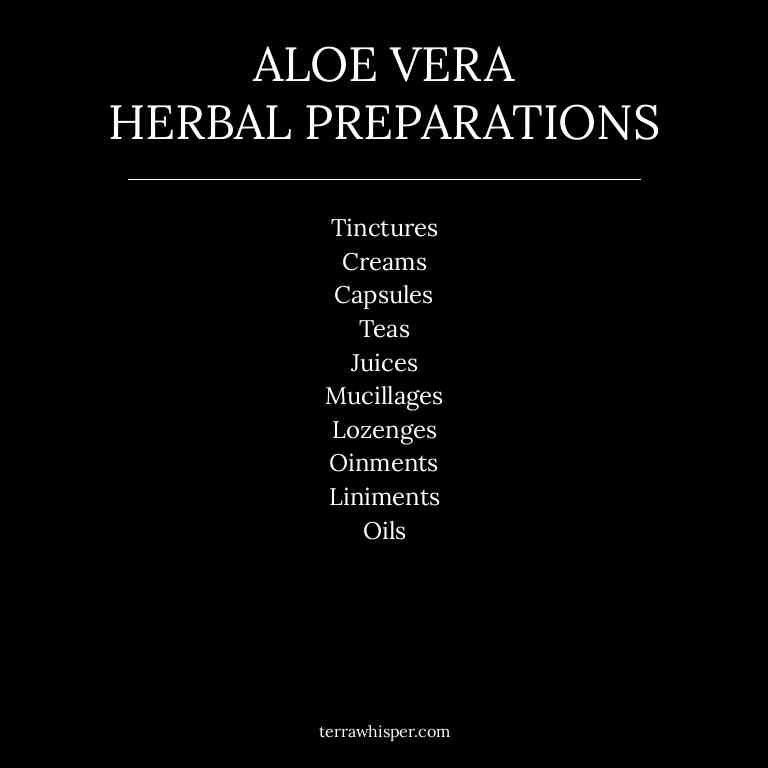 ALOE VERA
HERBAL PREPARATIONS
Tinctures
Creams
Capsules
Teas
Juices
Mucillages
Lozenges
Oinments
Liniments
Oils
terrawhisper.com